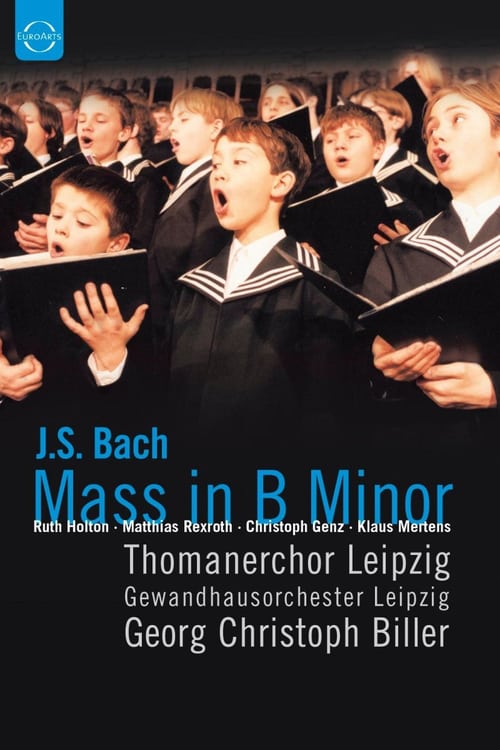 EUROARTS
J.S. Bach
Mass in B Minor
Ruth Holton · Matthias Rexroth · Christoph Genz · Klaus Mertens
Thomanerchor Leipzig
Gewandhausorchester Leipzig
Georg Christoph Biller